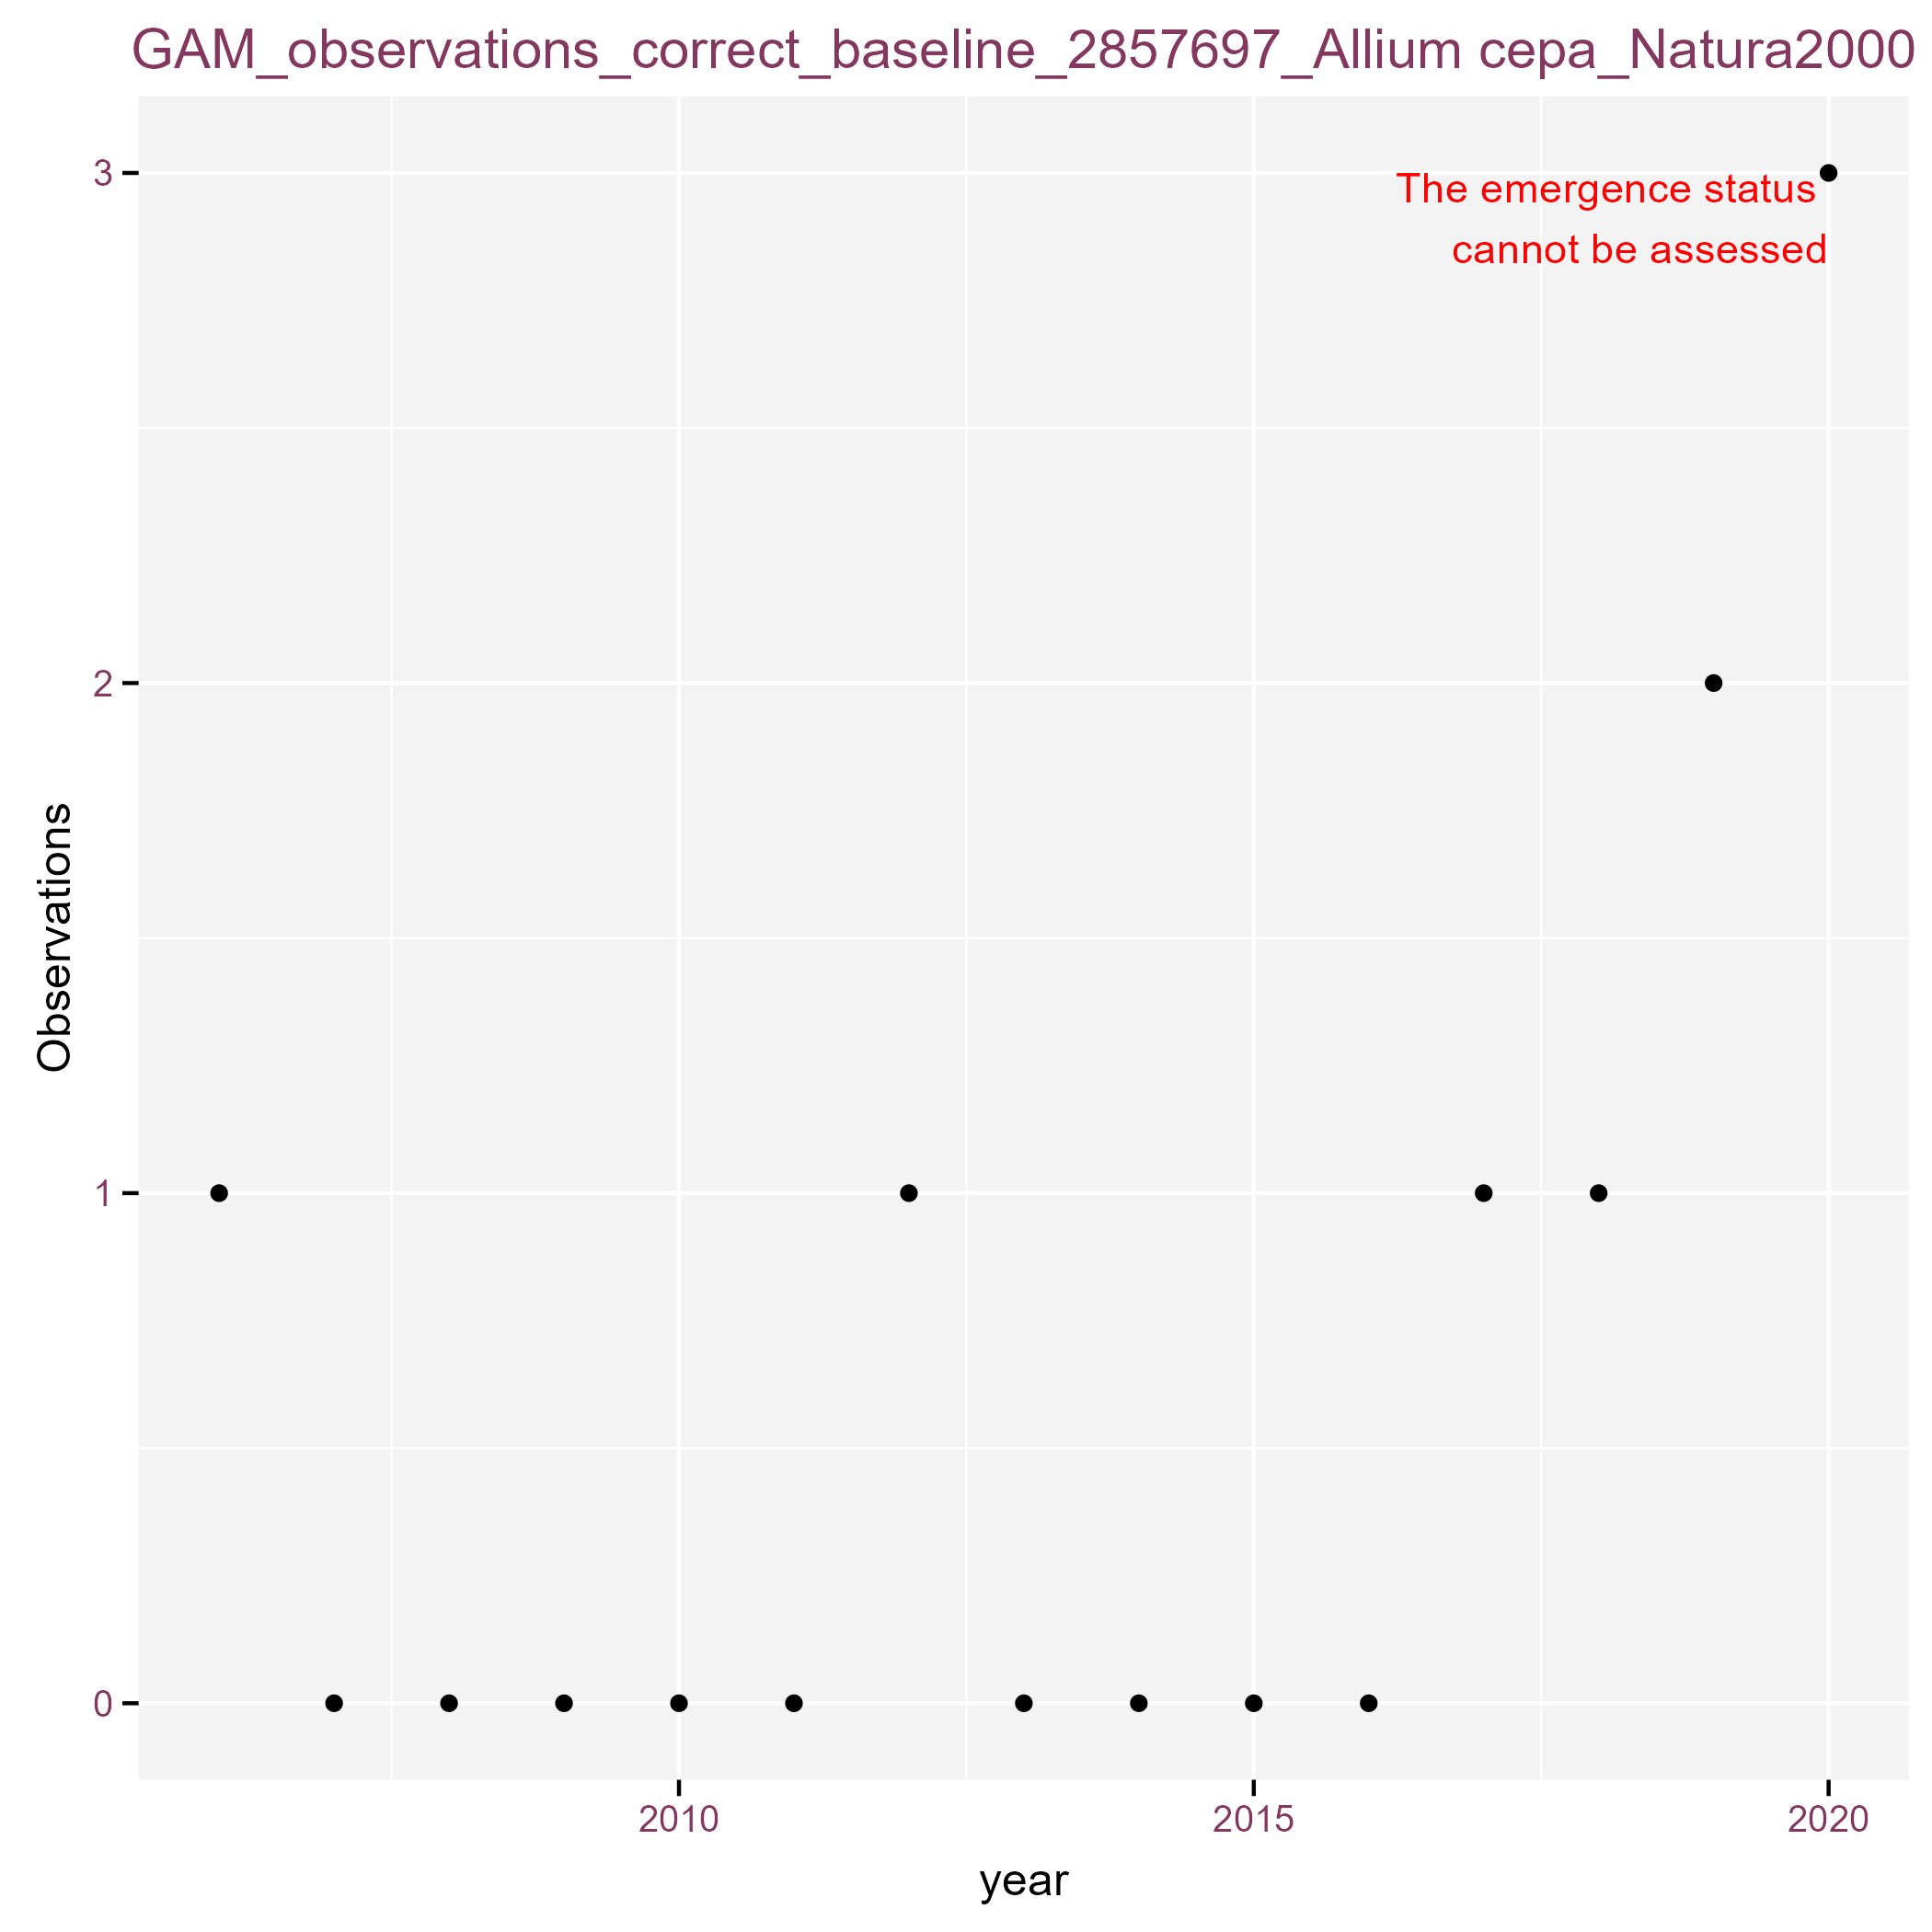 GAM_observations_correct_baseline_2857697_Allium cepa_Natura2000
3
The emergence status
cannot be assessed
2
Observations
1
0
2010
2015
2020
year